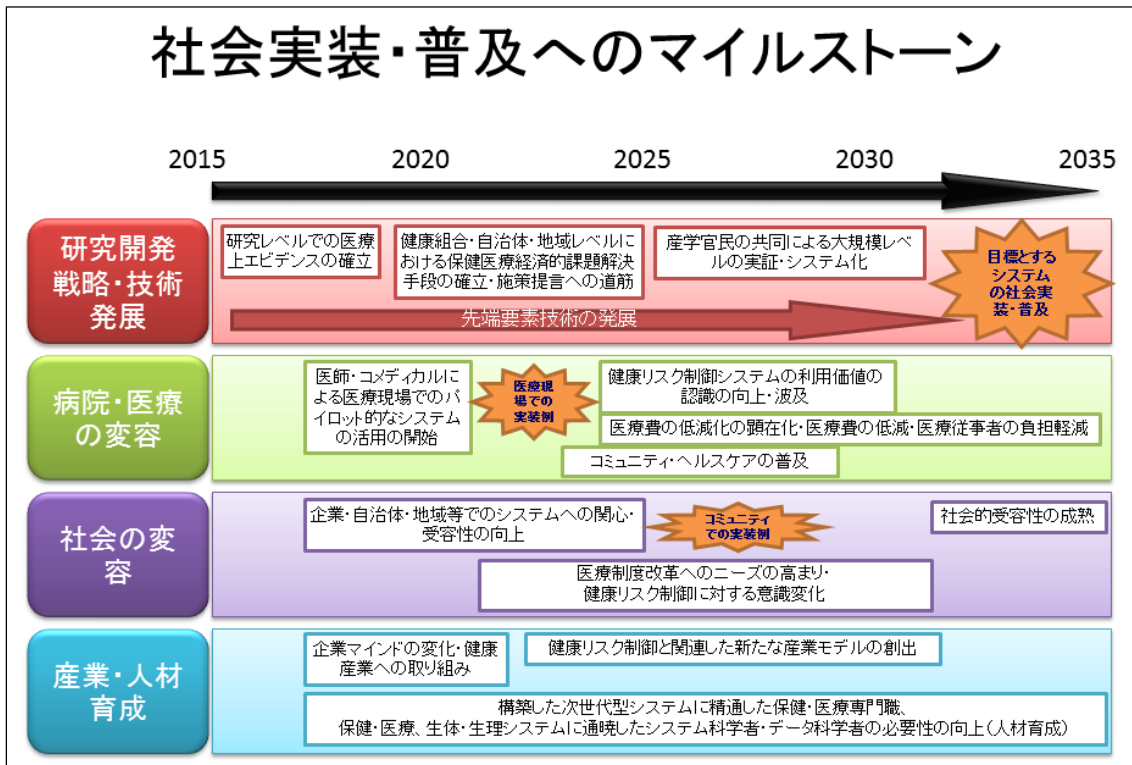 社会実装・普及へのマイルストーン
2015
2020
2025
2030
2035
研究開発
戦略・技術
発展
研究レベルでの医療
上エビデンスの確立
健康組合・自治体・地域レベルに
おける保健医療経済的課題解決
手段の確立・施策提言への道筋
産学官民の共同による大規模レベ
ルの実証・システム化
目標とする
システム
の社会実
装・普及
先端要素技術の発展
病院・医療
の変容
医師・コメディカルに
よる医療現場でのパ
イロット的なシステム
の活用の開始
医療現
場での
実装例
健康リスク制御システムの利用価値の
認識の向上・波及
医療費の低減化の顕在化・医療費の低減・医療従事者の負担軽減
コミュニティ・ヘルスケアの普及
社会の変
容
企業・自治体・地域等でのシステムへの関心・
受容性の向上
コミュニティ
での実装例
社会的受容性の成熟
医療制度改革へのニーズの高まり・
健康リスク制御に対する意識変化
産業・人材
育成
企業マインドの変化・健康
産業への取り組み
健康リスク制御と関連した新たな産業モデルの創出
構築した次世代型システムに精通した保健・医療専門職、
保健・医療、生体・生理システムに通暁したシステム科学者・データ科学者の必要性の向上(人材育成)